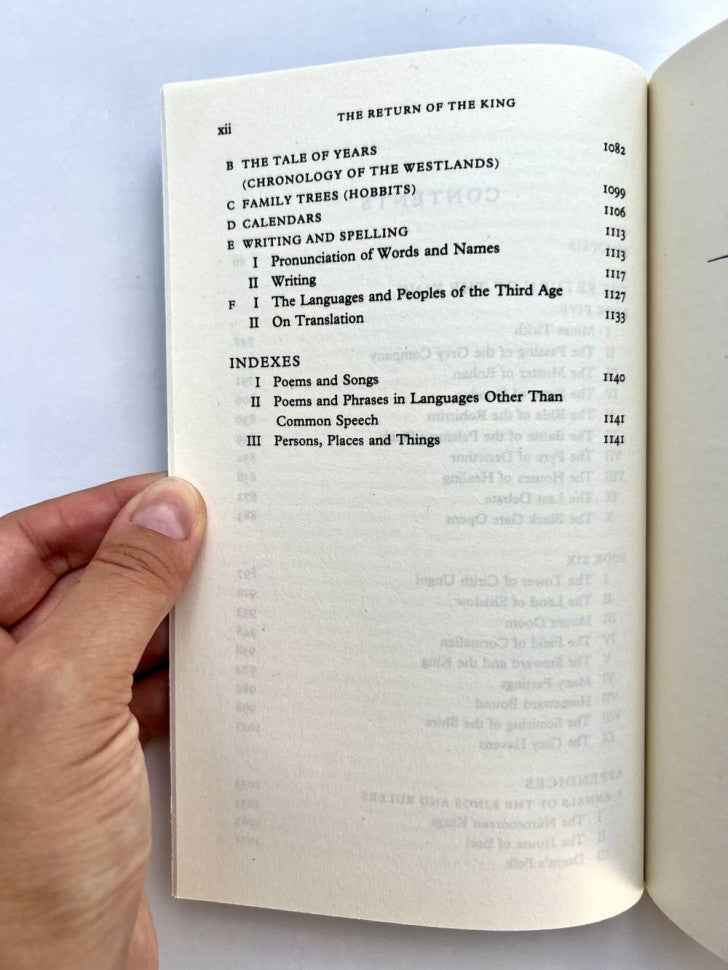 xii
THE RETURN OF THE KING
B THE TALE OF YEARS 1082
(CHRONOLOGY OF THE WESTLANDS)
C FAMILY TREES (HOBBITS) 1099
D CALENDARS 1106
E WRITING AND SPELLING 1113
I Pronunciation of Words and Names 1113
II Writing 1117
F I The Languages and Peoples of the Third Age 1127
II On Translation 1133
INDEXES
I Poems and Songs 1140
II Poems and Phrases in Languages Other Than
Common Speech 1141
III Persons, Places and Things 1141